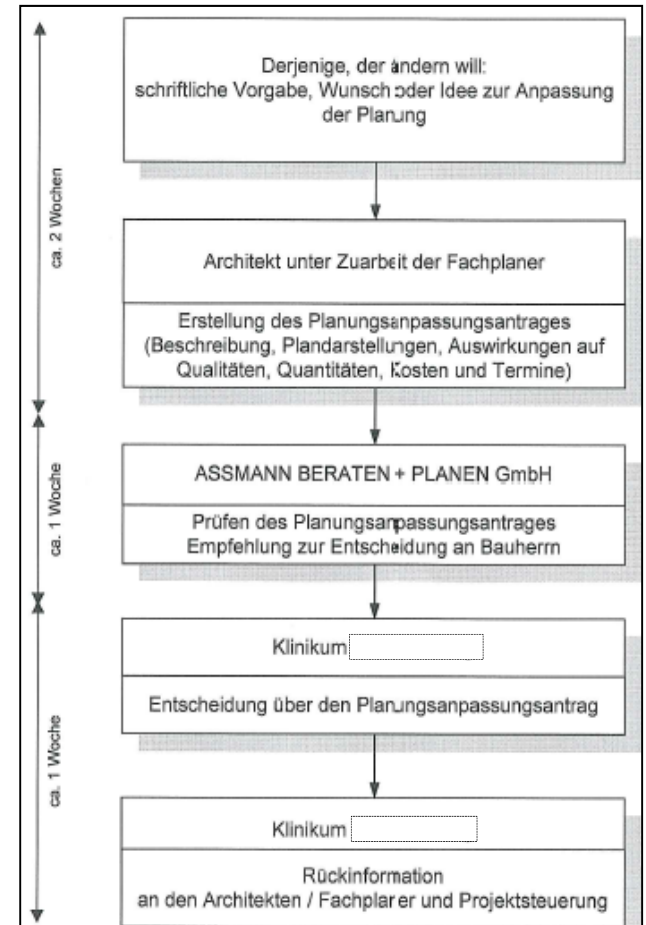 Derjenige, der ändern will:
schriftliche Vorgabe, Wunsch oder Idee zur Anpassung
der Planung
ca. 2 Wochen
Architekt unter Zuarbeit der Fachplaner
Erstellung des Planungsanpassungsantrages
(Beschreibung, Plandarstellungen, Auswirkungen auf
Qualitäten, Quantitäten, Kosten und Termine)
ca. 1 Woche
ASSMANN BERATEN + PLANEN GmbH
Prüfen des Planungsanpassungsantrages
Empfehlung zur Entscheidung an Bauherrn
ca. 1 Woche
Klinikum
Entscheidung über den Planungsanpassungsantrag
Klinikum
Rückinformation
an den Architekten / Fachplaner und Projektsteuerung